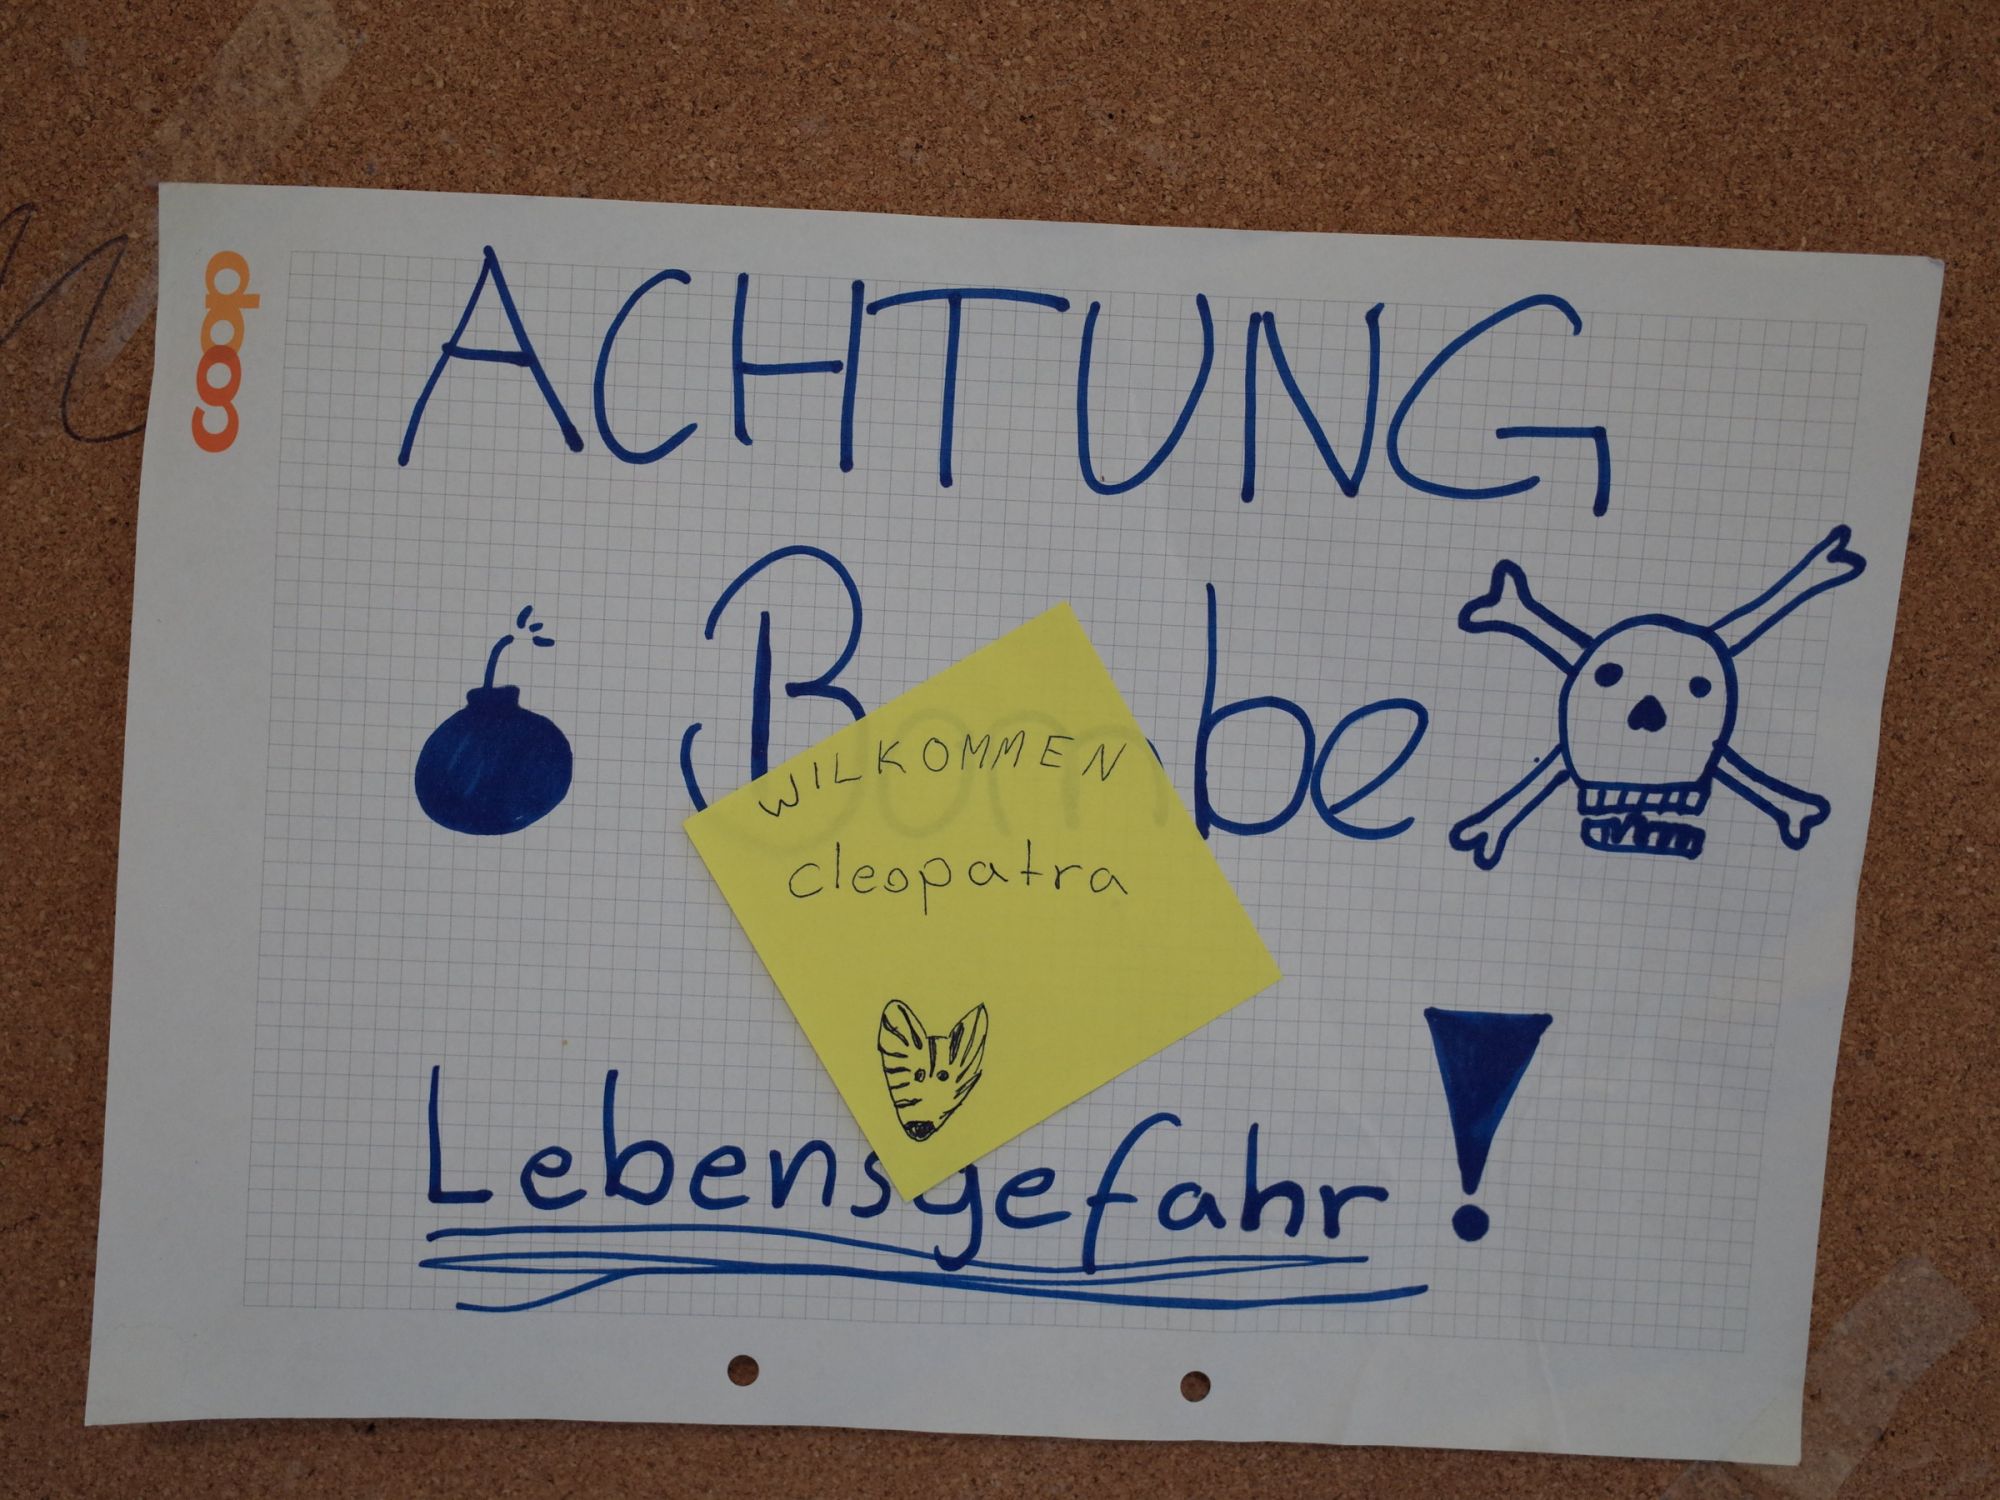 coop
ACHTUNG
Bombe
WILKOMMEN
cleopatra
Lebensgefahr!